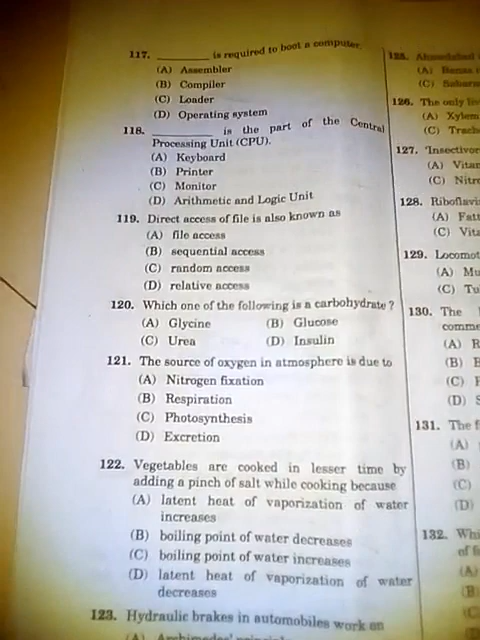 117. ________ is required to boot a computer.
(A) Assembler
(B) Compiler
(C) Loader
(D) Operating system
118. ________ is the part of the Central
Processing Unit (CPU).
(A) Keyboard
(B) Printer
(C) Monitor
(D) Arithmetic and Logic Unit
119. Direct access of file is also known as
(A) file access
(B) sequential access
(C) random access
(D) relative access
120. Which one of the following is a carbohydrate ?
(A) Glycine (B) Glucose
(C) Urea (D) Insulin
121. The source of oxygen in atmosphere is due to
(A) Nitrogen fixation
(B) Respiration
(C) Photosynthesis
(D) Excretion
122. Vegetables are cooked in lesser time by
adding a pinch of salt while cooking because
(A) latent heat of vaporization of water
increases
(B) boiling point of water decreases
(C) boiling point of water increases
(D) latent heat of vaporization of water
decreases
123. Hydraulic brakes in automobiles work on
(A) Archimedes' principle
125. Ahmedabad
(A)
(C)
126. The only
(A) Xylem
(C)
127. 'Insectivor
(A)
(C)
128. Riboflavi
(A)
(C)
129. Locomot
(A) Mu
(C) Tu
130. The
comme
(A)
(B)
(C)
(D)
131. The
(A)
(B)
(C)
(D)
132. Whi
of
(A)
(B)
(C)